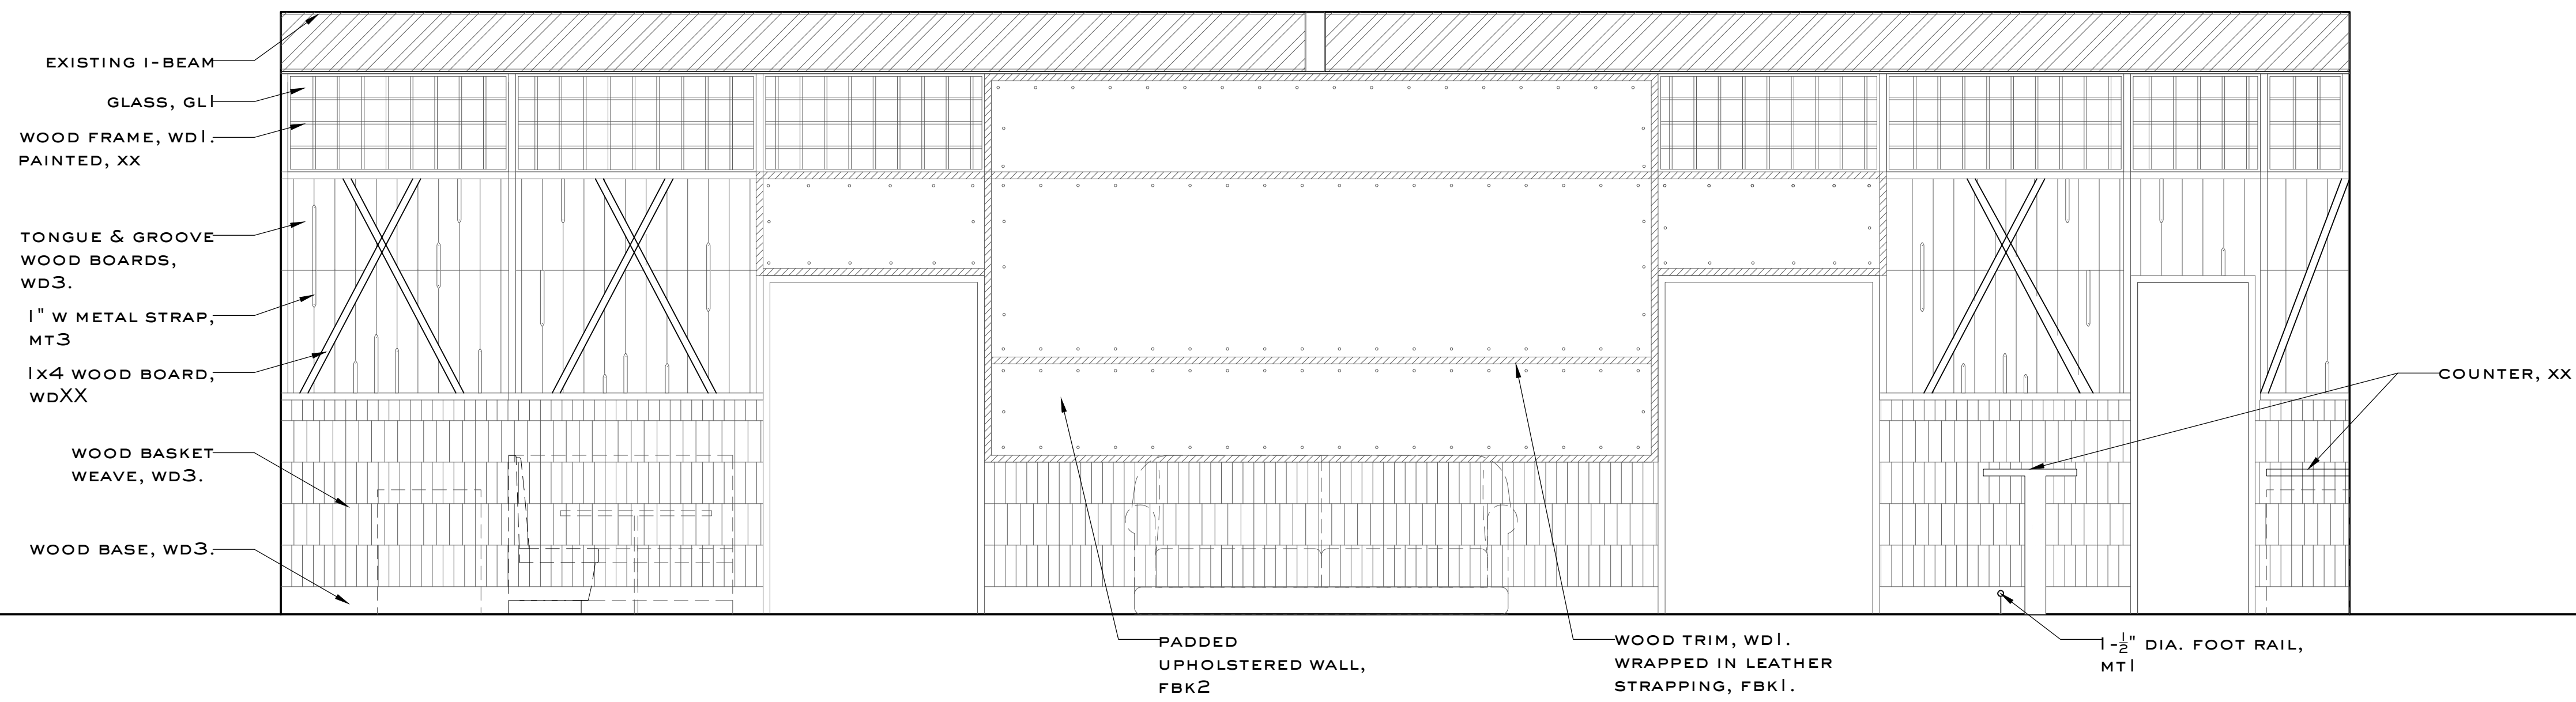 EXISTING I-BEAM
GLASS, GL1
WOOD FRAME, WD1.
PAINTED, XX
TONGUE & GROOVE
WOOD BOARDS,
WD3.
1" W METAL STRAP,
MT3
1X4 WOOD BOARD,
WDXX
WOOD BASKET
WEAVE, WD3.
WOOD BASE, WD3.
COUNTER, XX
PADDED
UPHOLSTERED WALL,
FBK2
WOOD TRIM, WD1.
WRAPPED IN LEATHER
STRAPPING, FBK1.
1-1/2" DIA. FOOT RAIL,
MT1